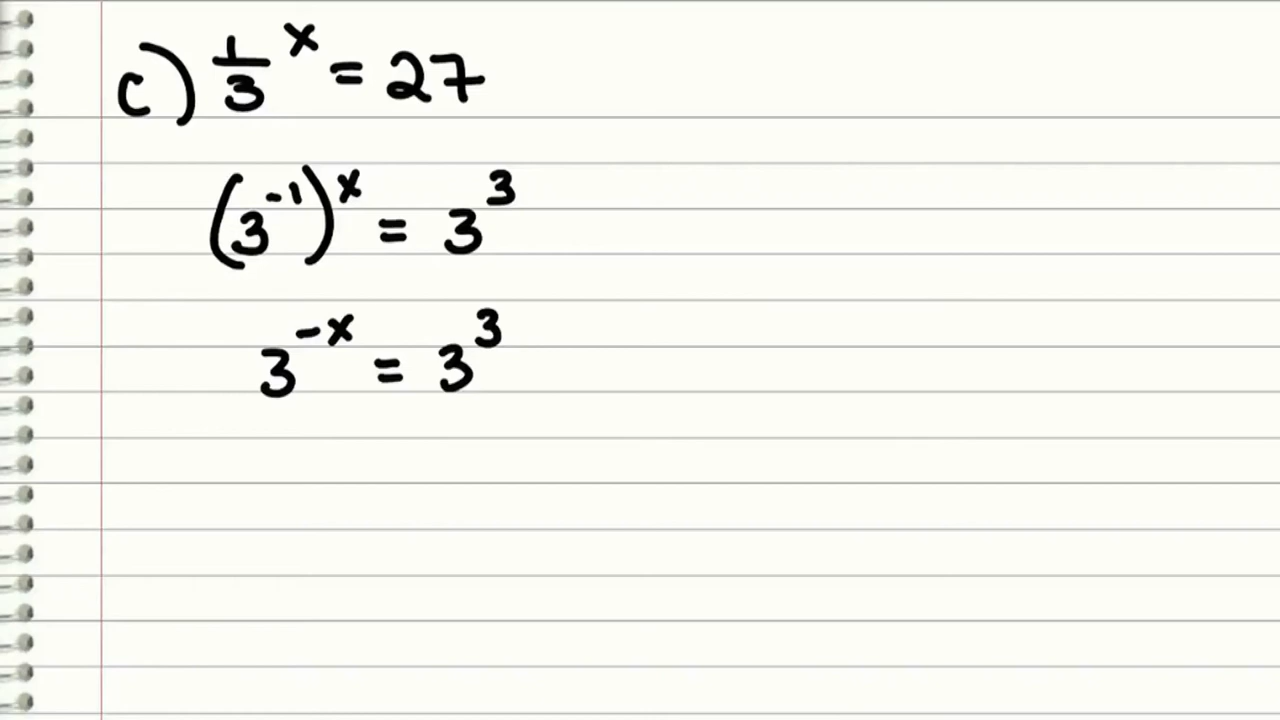 c) 1/3^x = 27
(3^-1)^x = 3^3
3^-x = 3^3